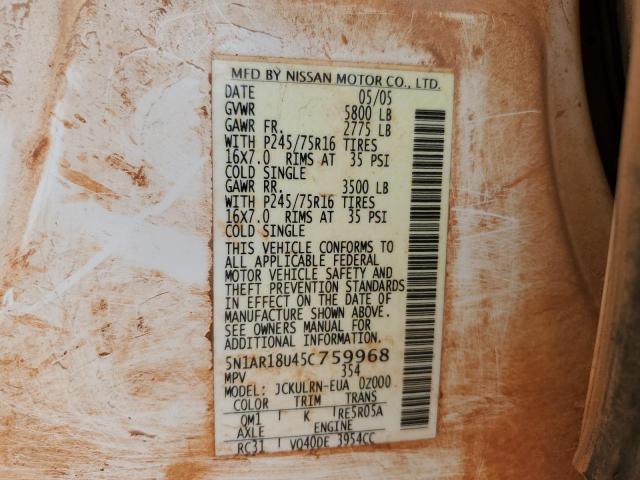 MFD BY NISSAN MOTOR CO., LTD.
DATE 05/05
GVWR 5800 LB
GAWR FR. 2775 LB
WITH P245/75R16 TIRES
16X7.0 RIMS AT 35 PSI
COLD SINGLE
GAWR RR. 3500 LB
WITH P245/75R16 TIRES
16X7.0 RIMS AT 35 PSI
COLD SINGLE
THIS VEHICLE CONFORMS TO
ALL APPLICABLE FEDERAL
MOTOR VEHICLE SAFETY AND
THEFT PREVENTION STANDARDS
IN EFFECT ON THE DATE OF
MANUFACTURE SHOWN ABOVE.
SEE OWNERS MANUAL FOR
ADDITIONAL INFORMATION.
5N1AR18U45C759968
MPV 354
MODEL: JCKULRN-EUA 02000
COLOR TRIM TRANS
QM1 K RE5R05A
AXLE ENGINE
RC31 VQ40DE 3954CC